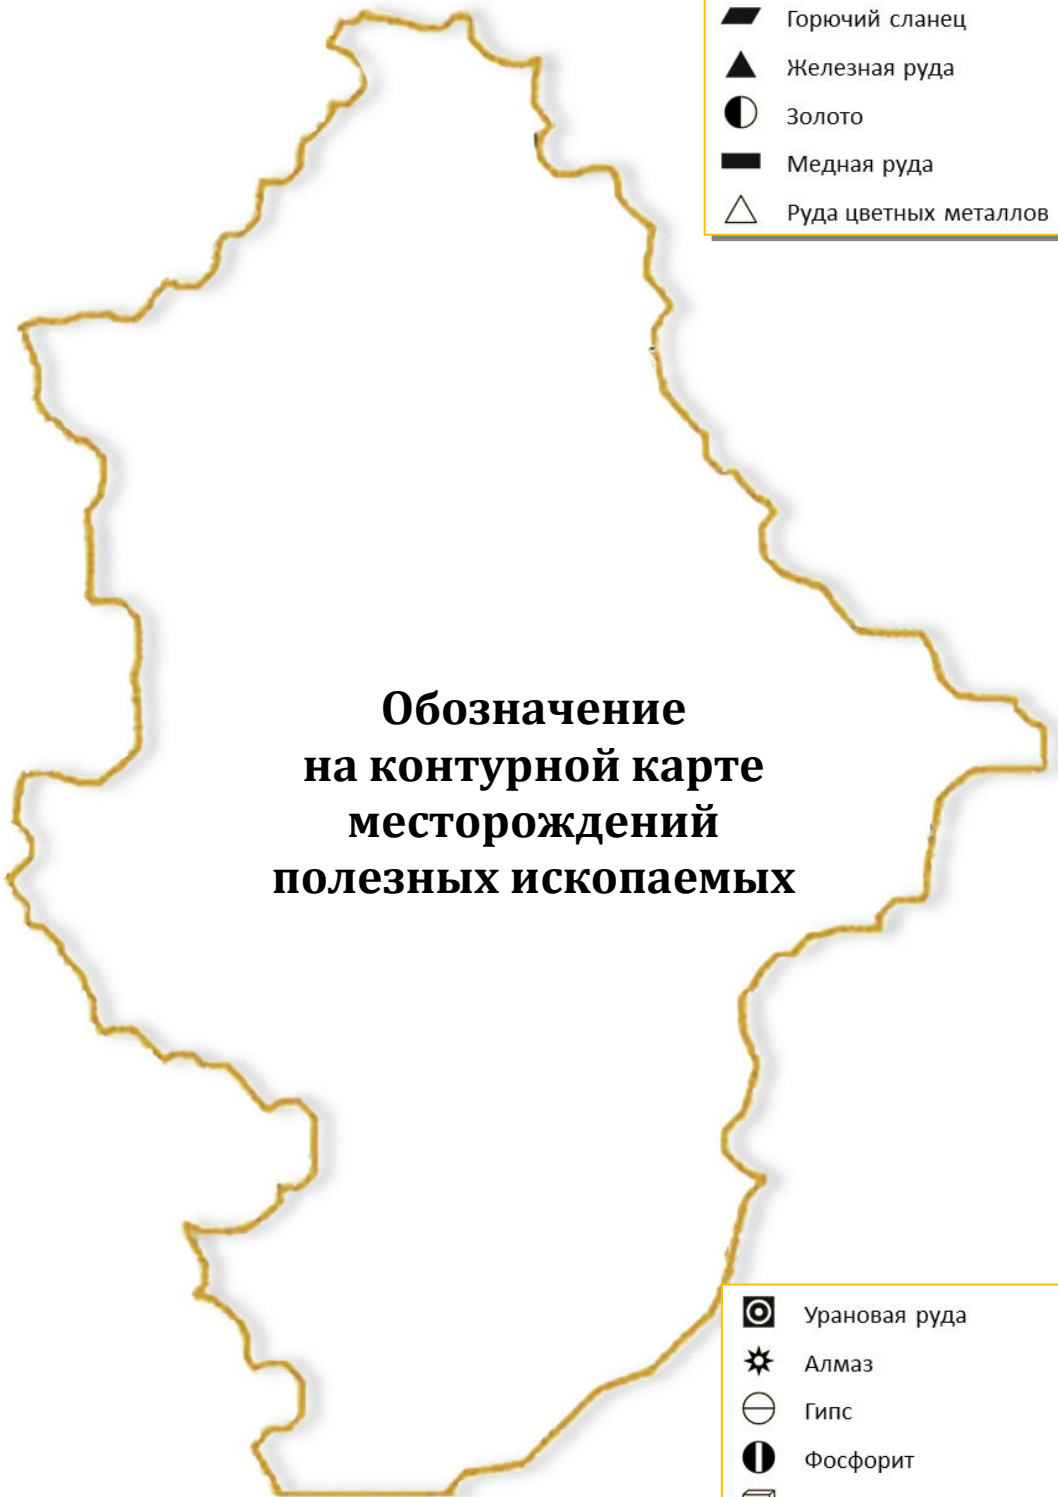 Горючий сланец
Железная руда
Золото
Медная руда
Руда цветных металлов
Обозначение
на контурной карте
месторождений
полезных ископаемых
Урановая руда
Алмаз
Гипс
Фосфорит